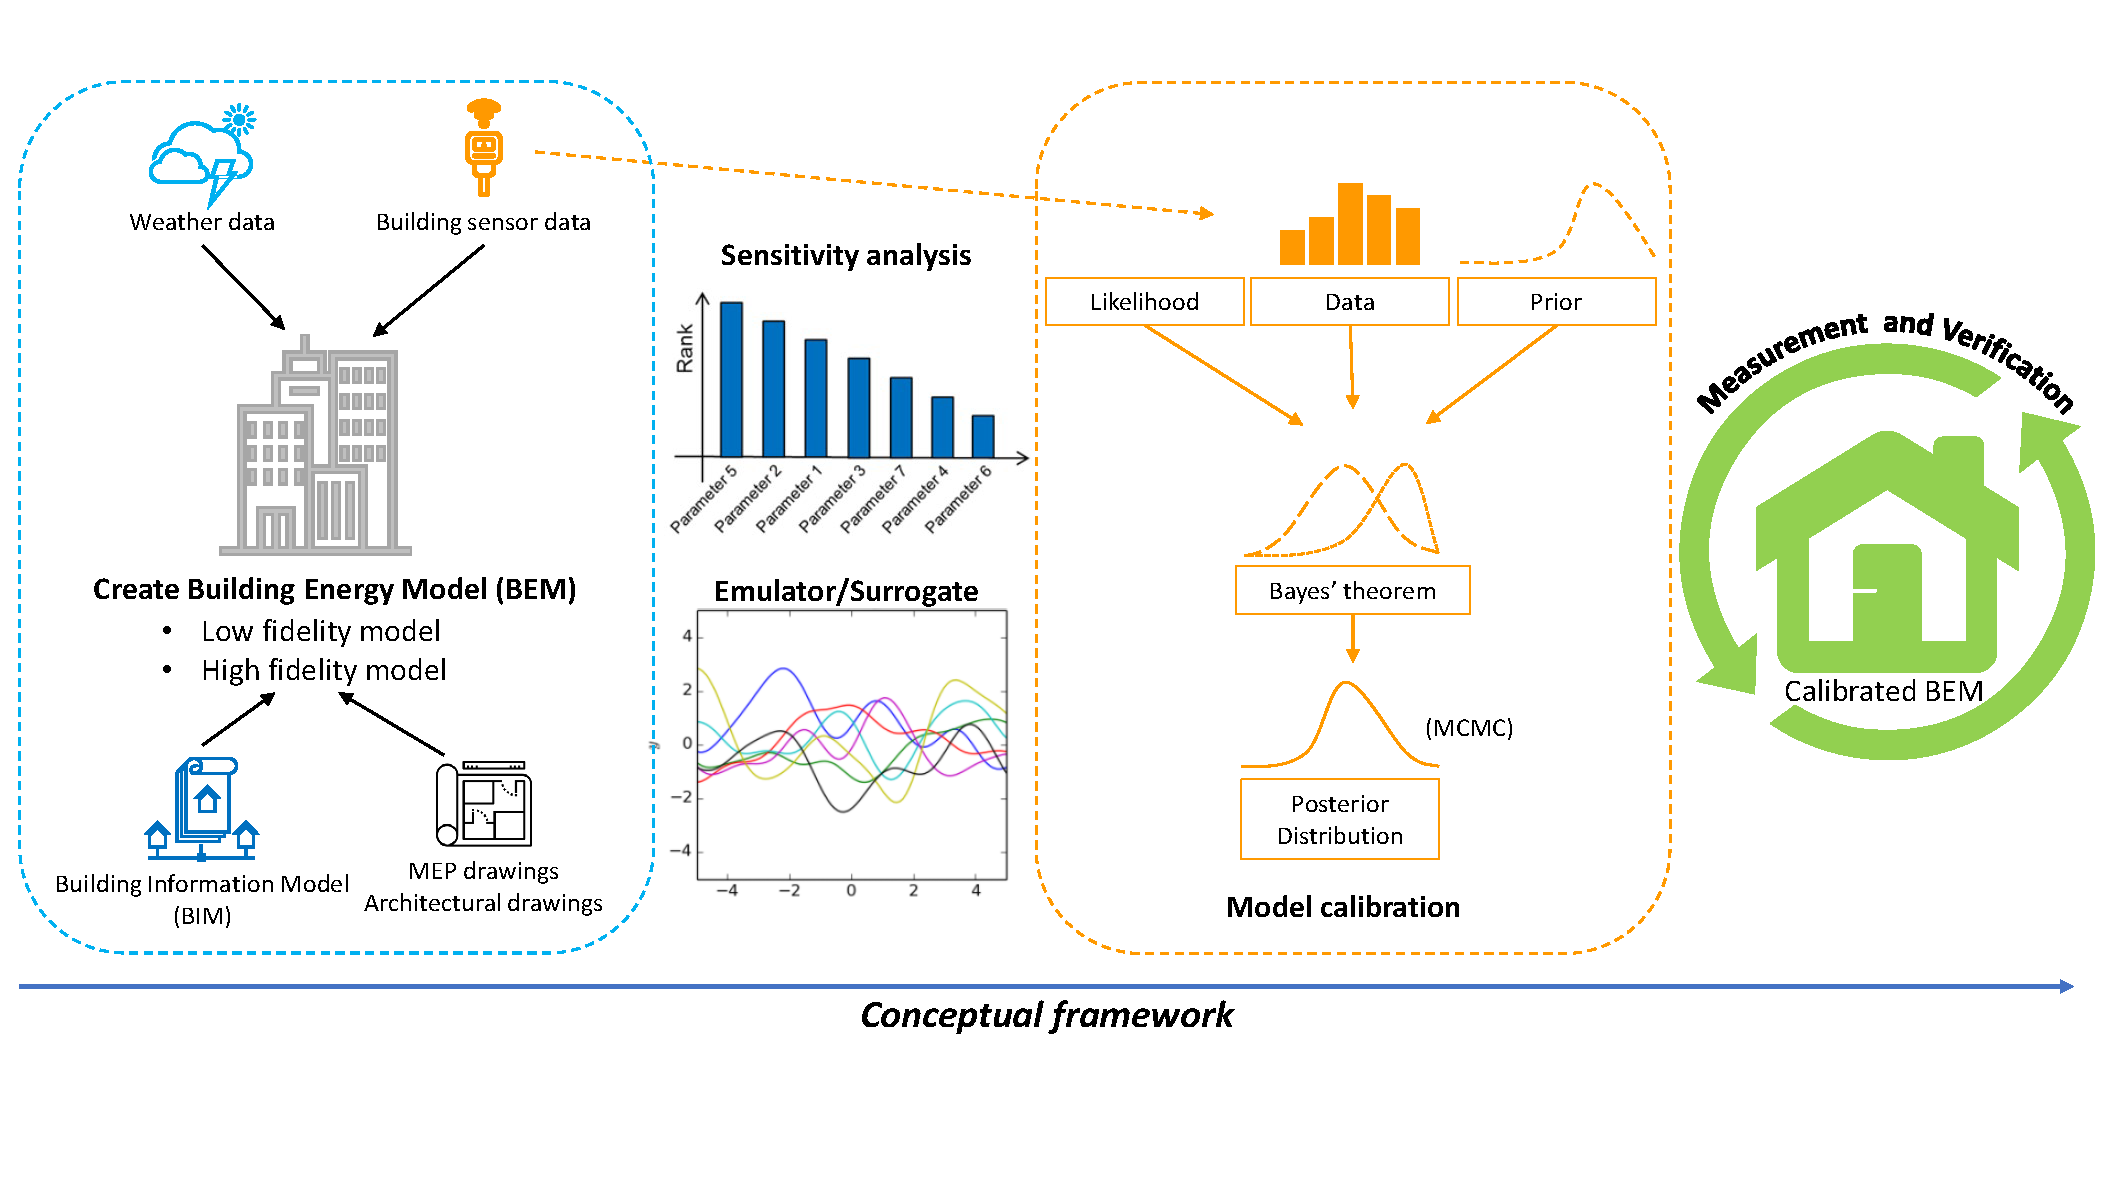 Weather data
Building sensor data
Create Building Energy Model (BEM)
• Low fidelity model
• High fidelity model
Building Information Model
(BIM)
MEP drawings
Architectural drawings
Sensitivity analysis
Rank
Parameter 5
Parameter 2
Parameter 1
Parameter 3
Parameter 7
Parameter 4
Parameter 6
Emulator/Surrogate
4
2
0
−2
−4
y
−4 −2 0 2 4
Likelihood
Data
Prior
Bayes’ theorem
(MCMC)
Posterior
Distribution
Model calibration
Measurement and Verification
Calibrated BEM
Conceptual framework